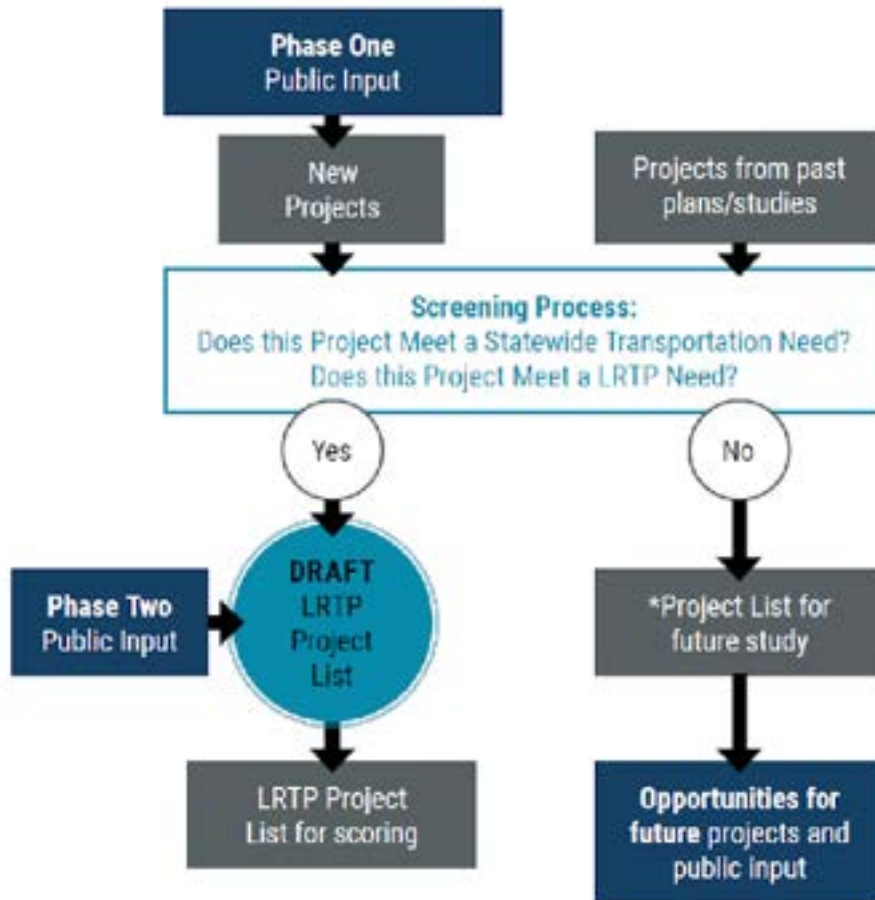 Phase One
Public Input
New
Projects
Projects from past
plans/studies
Screening Process:
Does this Project Meet a Statewide Transportation Need?
Does this Project Meet a LRTP Need?
Yes
No
Phase Two
Public Input
DRAFT
LRTP
Project
List
*Project List for
future study
LRTP Project
List for scoring
Opportunities for
future projects and
public input